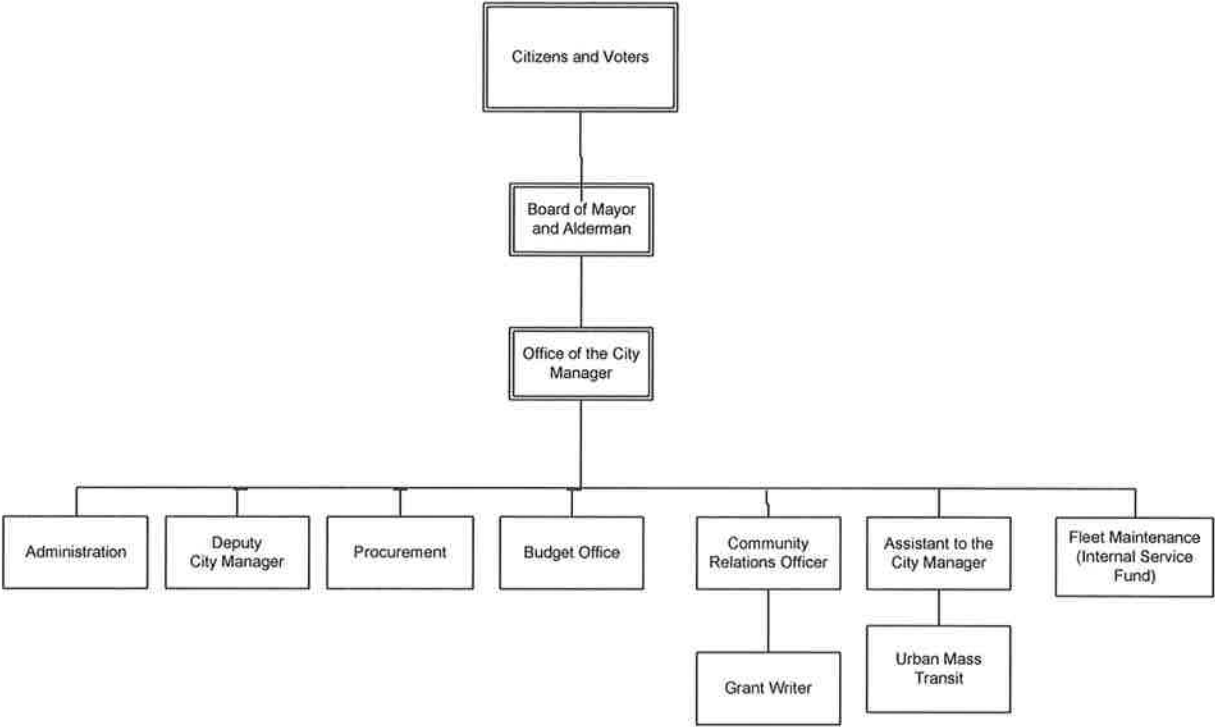 Citizens and Voters
Board of Mayor
and Alderman
Office of the City
Manager
Administration
Deputy
City Manager
Procurement
Budget Office
Community
Relations Officer
Assistant to the
City Manager
Fleet Maintenance
(Internal Service
Fund)
Grant Writer
Urban Mass
Transit